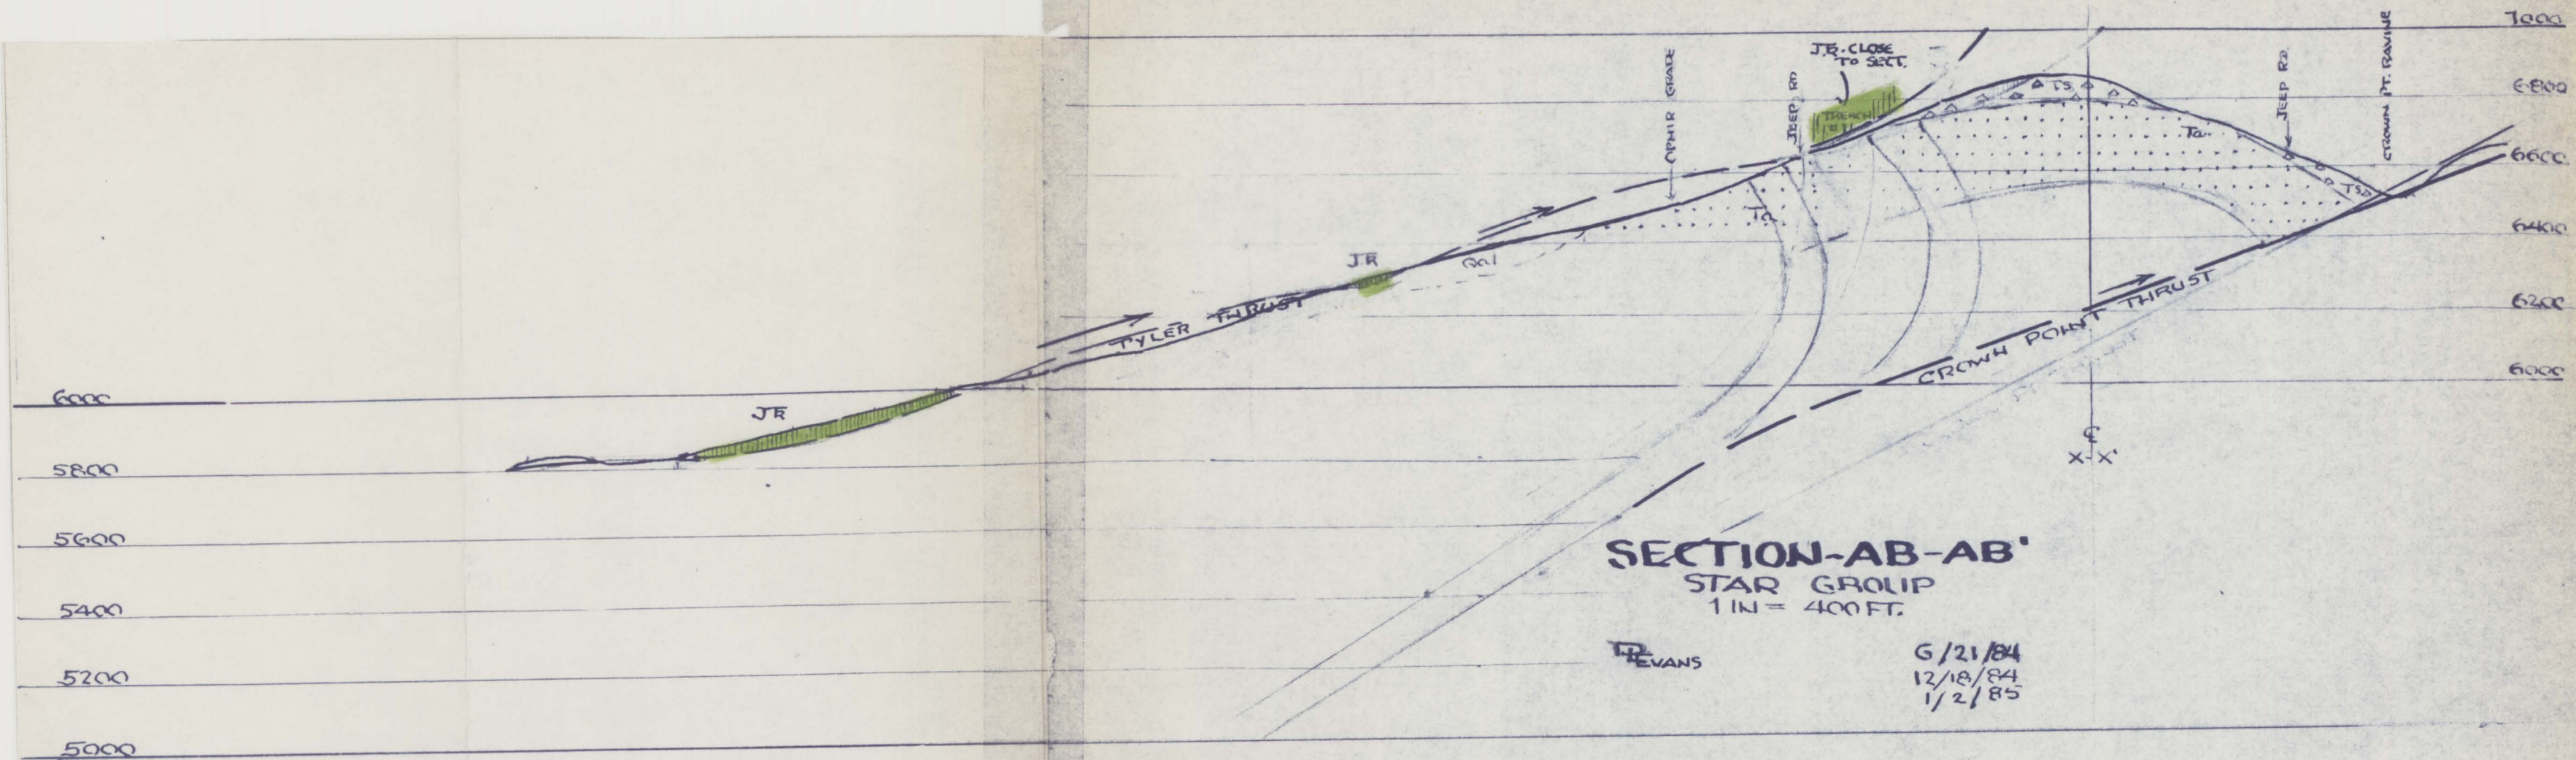 7000
6800
6600
6400
6200
6000
OPHIR GRADE
JEEP RD
J.R. CLOSE
TO SECT.
TRENCH
TS
Ta
JEEP RD
CROWN PT. RAVINE
TS
Ta
Qal
JR
TYLER THRUST
CROWN POINT THRUST
JR
6000
5800
5600
5400
5200
5000
X-X'
SECTION-AB-AB'
STAR GROUP
1 IN = 400 FT.
EVANS
6/21/84
12/18/84
1/2/85